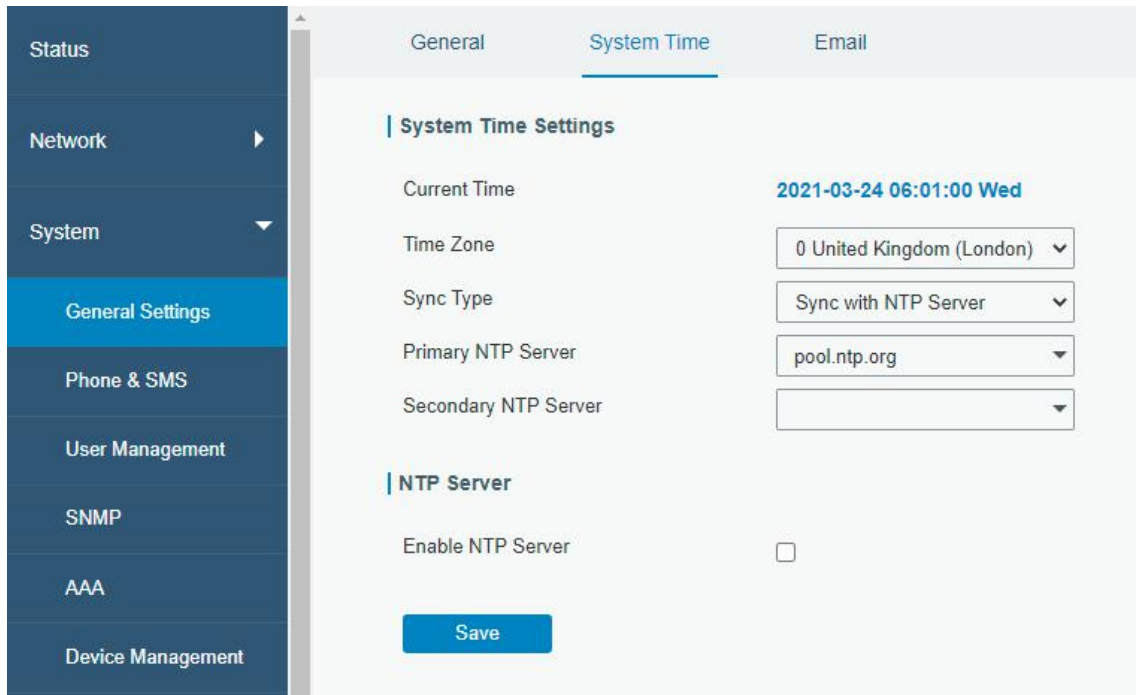 Status
Network
System
General Settings
Phone & SMS
User Management
SNMP
AAA
Device Management
General System Time Email
System Time Settings
Current Time 2021-03-24 06:01:00 Wed
Time Zone 0 United Kingdom (London)
Sync Type Sync with NTP Server
Primary NTP Server pool.ntp.org
Secondary NTP Server
NTP Server
Enable NTP Server
Save